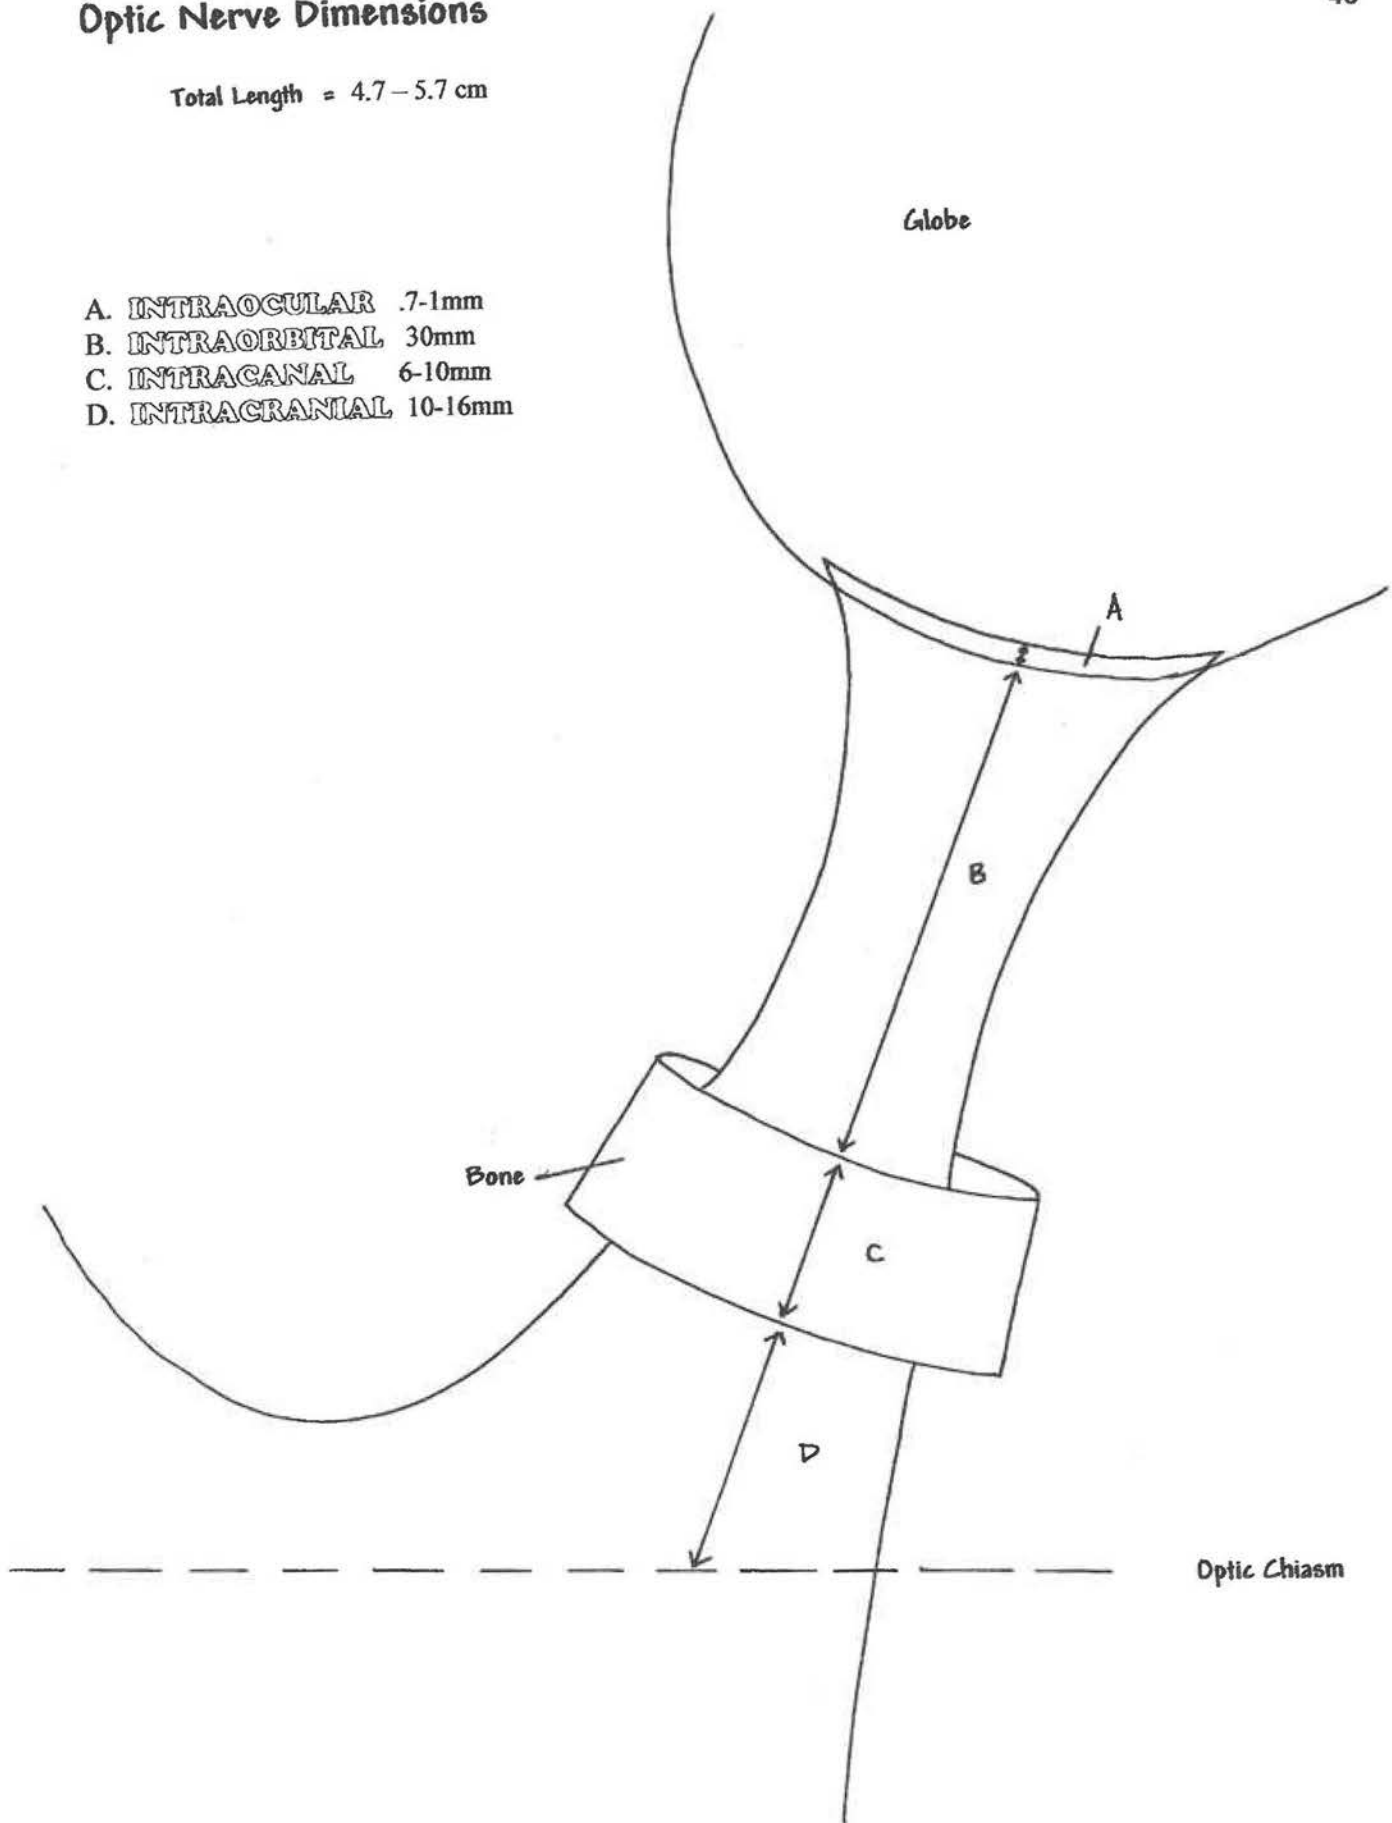 Optic Nerve Dimensions
Total Length = 4.7 – 5.7 cm
Globe
A. INTRAOCULAR .7-1mm
B. INTRAORBITAL 30mm
C. INTRACANAL 6-10mm
D. INTRACRANIAL 10-16mm
A
B
Bone
C
D
Optic Chiasm